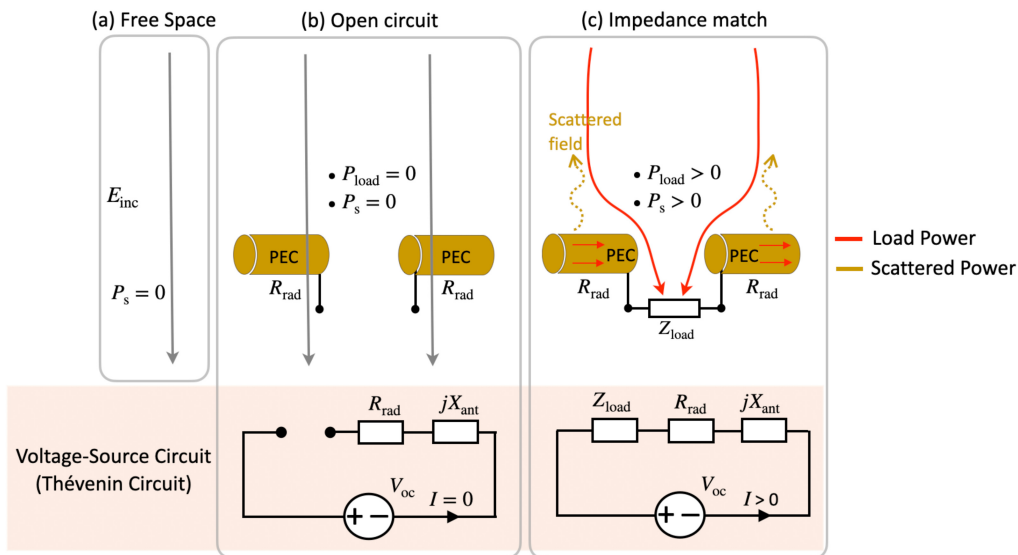 (a) Free Space
E_inc
P_s = 0
(b) Open circuit
• P_load = 0
• P_s = 0
PEC
PEC
R_rad
R_rad
(c) Impedance match
Scattered
field
• P_load > 0
• P_s > 0
PEC
PEC
R_rad
R_rad
Z_load
Load Power
Scattered Power
Voltage-Source Circuit
(Thévenin Circuit)
R_rad
jX_ant
V_oc
I = 0
+ −
Z_load
R_rad
jX_ant
V_oc
I > 0
+ −